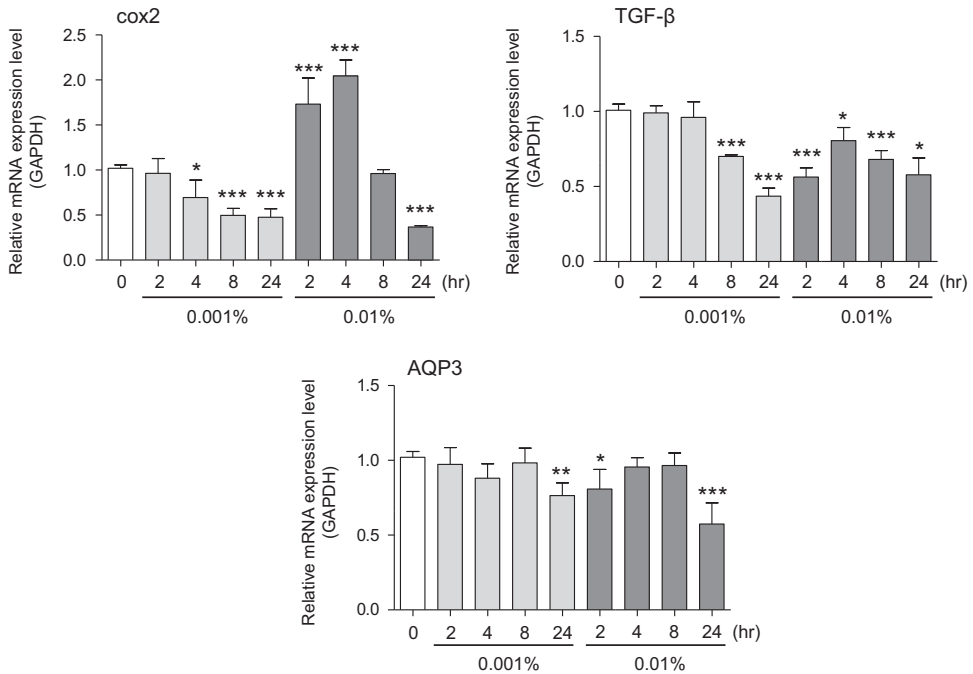 cox2
Relative mRNA expression level
(GAPDH)
2.5
2.0
1.5
1.0
0.5
0.0
*
***
***
***
***
***
0 2 4 8 24 2 4 8 24 (hr)
0.001% 0.01%
TGF-β
Relative mRNA expression level
(GAPDH)
1.5
1.0
0.5
0.0
***
***
***
*
***
*
0 2 4 8 24 2 4 8 24 (hr)
0.001% 0.01%
AQP3
Relative mRNA expression level
(GAPDH)
1.5
1.0
0.5
0.0
**
*
***
0 2 4 8 24 2 4 8 24 (hr)
0.001% 0.01%